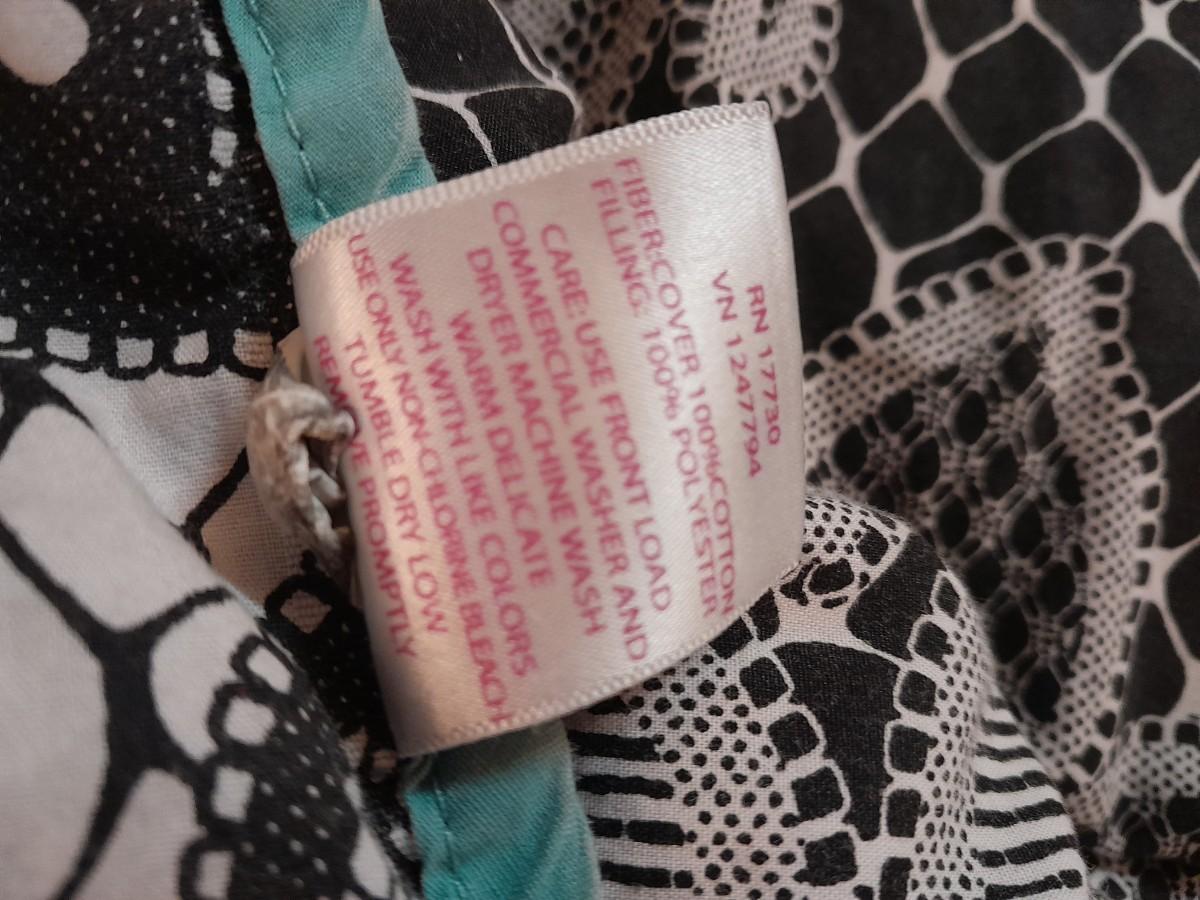 RN 17730
VN 1247794
FIBER:COVER 100%COTTON
FILLING: 100% POLYESTER
CARE: USE FRONT LOAD
COMMERCIAL WASHER AND
DRYER MACHINE WASH
WARM DELICATE
WASH WITH LIKE COLORS
USE ONLY NON-CHLORINE BLEACH
TUMBLE DRY LOW
REMOVE PROMPTLY